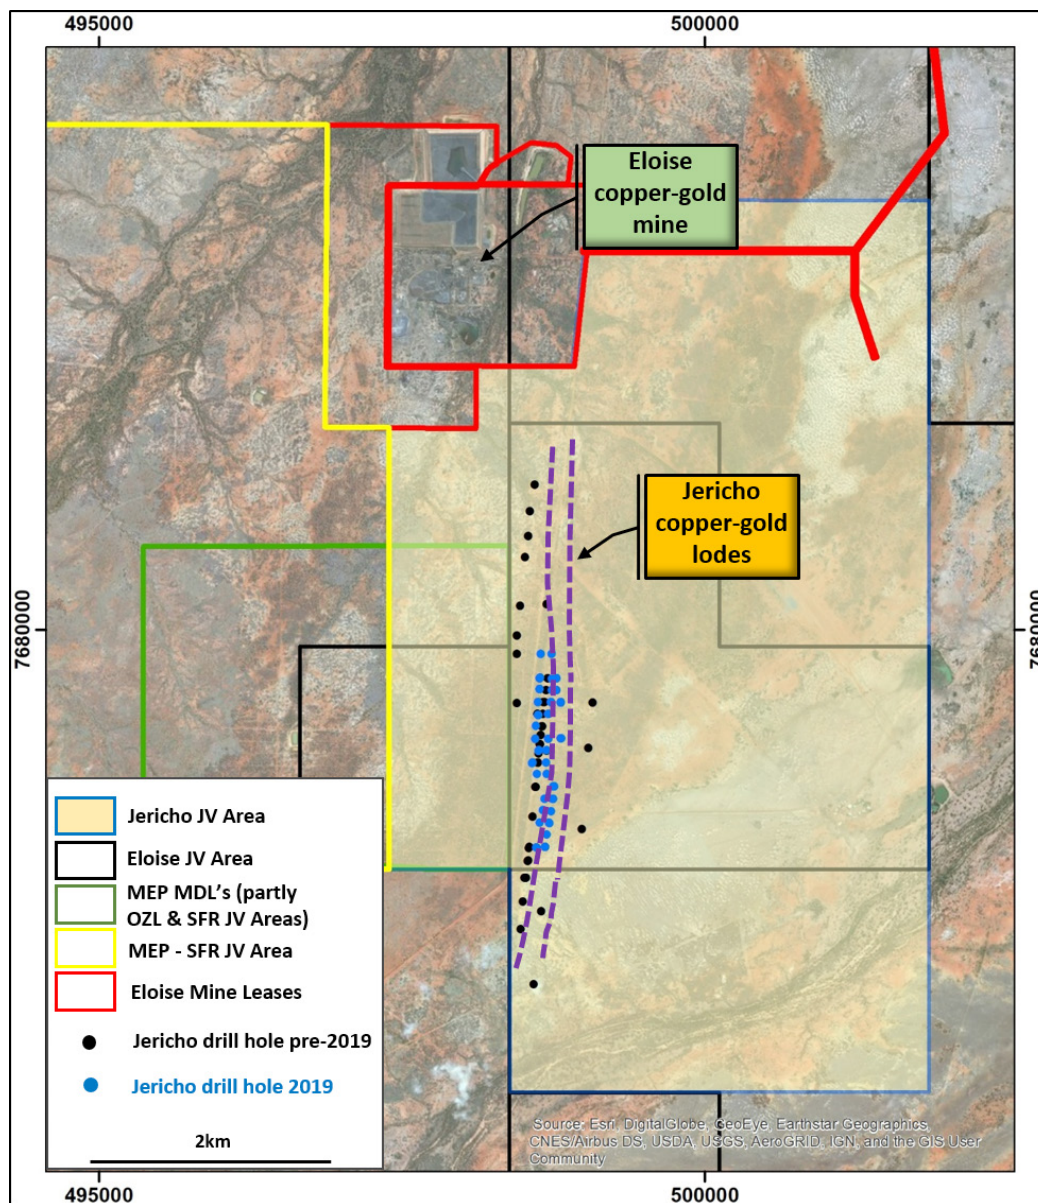 495000
500000
Eloise
copper-gold
mine
Jericho
copper-gold
lodes
7680000
7680000
Jericho JV Area
Eloise JV Area
MEP MDL's (partly
OZL & SFR JV Areas)
MEP - SFR JV Area
Eloise Mine Leases
Jericho drill hole pre-2019
Jericho drill hole 2019
2km
Source: Esri, DigitalGlobe, GeoEye, Earthstar Geographics,
CNES/Airbus DS, USDA, USGS, AeroGRID, IGN, and the GIS User
Community
495000
500000